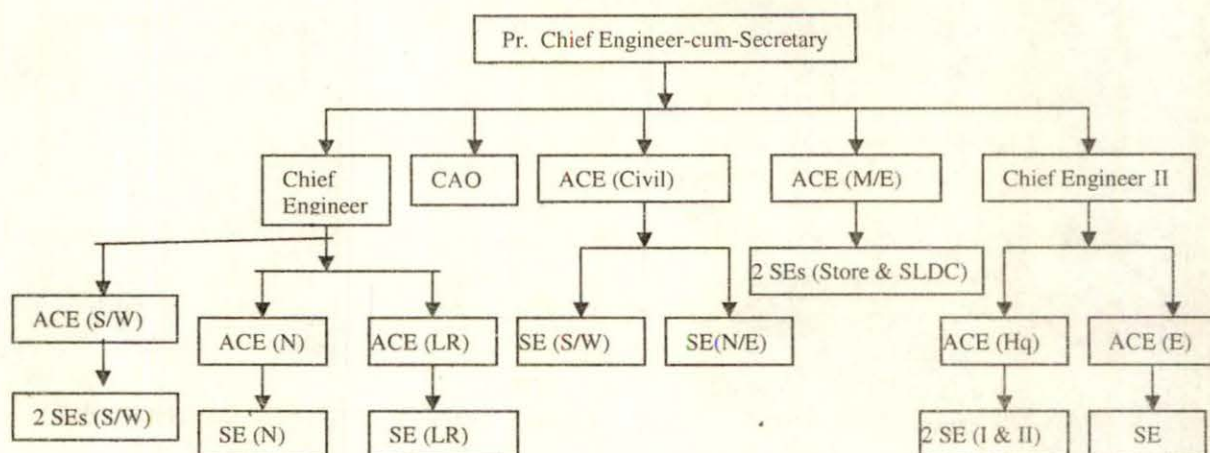 Pr. Chief Engineer-cum-Secretary
Chief
Engineer
CAO
ACE (Civil)
ACE (M/E)
Chief Engineer II
2 SEs (Store & SLDC)
ACE (S/W)
ACE (N)
ACE (LR)
SE (S/W)
SE(N/E)
ACE (Hq)
ACE (E)
2 SEs (S/W)
SE (N)
SE (LR)
2 SE (I & II)
SE